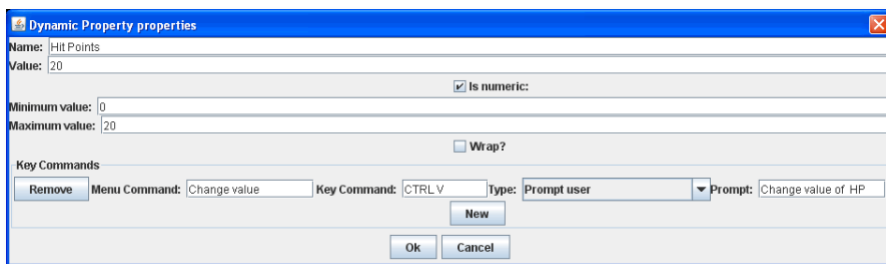 Dynamic Property properties
Name: Hit Points
Value: 20
Is numeric:
Minimum value: 0
Maximum value: 20
Wrap?
Key Commands
Remove Menu Command: Change value Key Command: CTRL V Type: Prompt user Prompt: Change value of HP
New
Ok Cancel